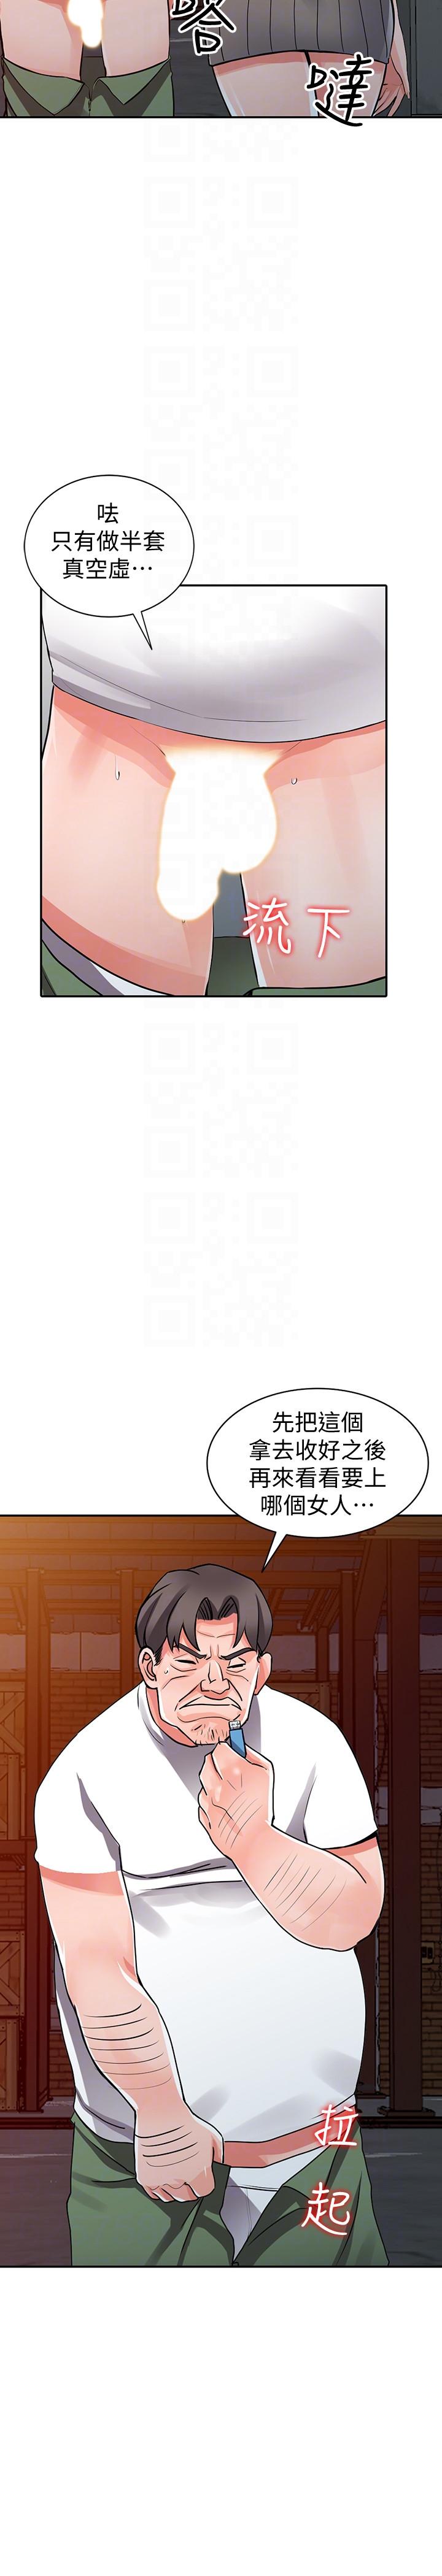 嗒
噠
呿
只有做半套
真空虛…
流下
先把這個
拿去收好之後
再來看看要上
哪個女人…
拉
起